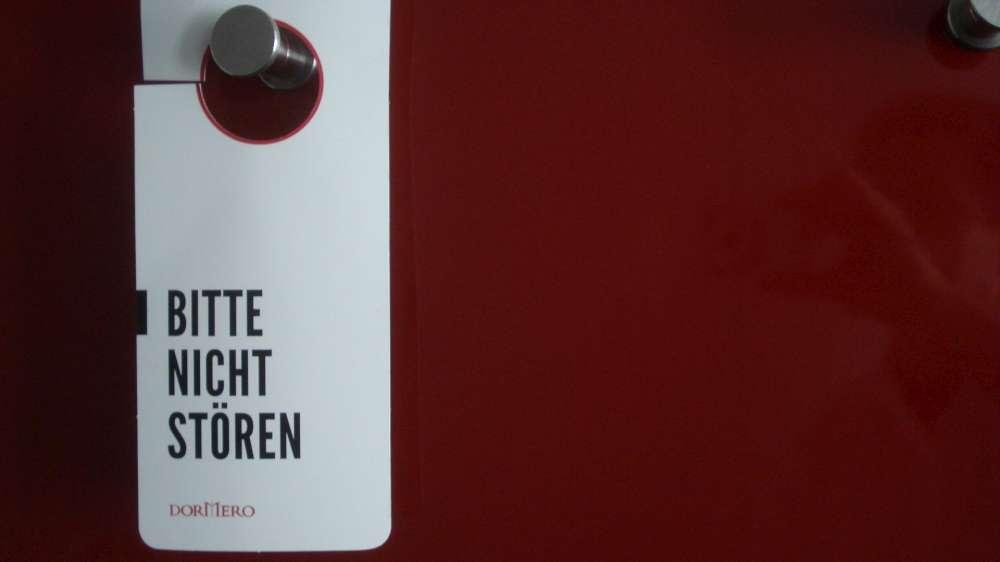 BITTE
NICHT
STÖREN
DORMERO